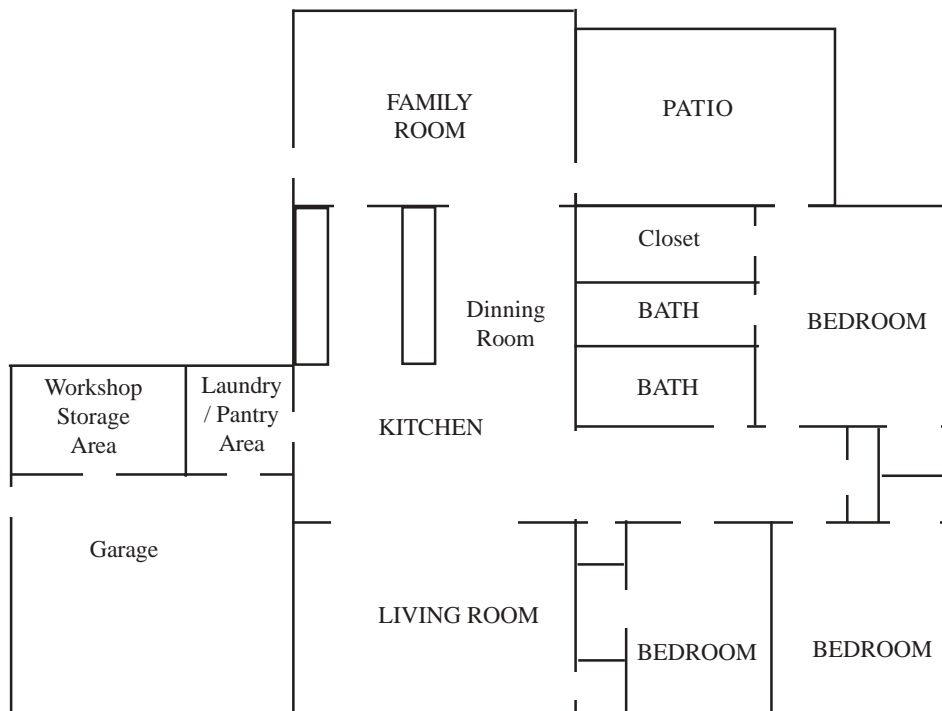 FAMILY
ROOM
PATIO
Closet
BATH
Dinning
Room
BEDROOM
BATH
Workshop
Storage
Area
Laundry
/ Pantry
Area
KITCHEN
Garage
LIVING ROOM
BEDROOM
BEDROOM